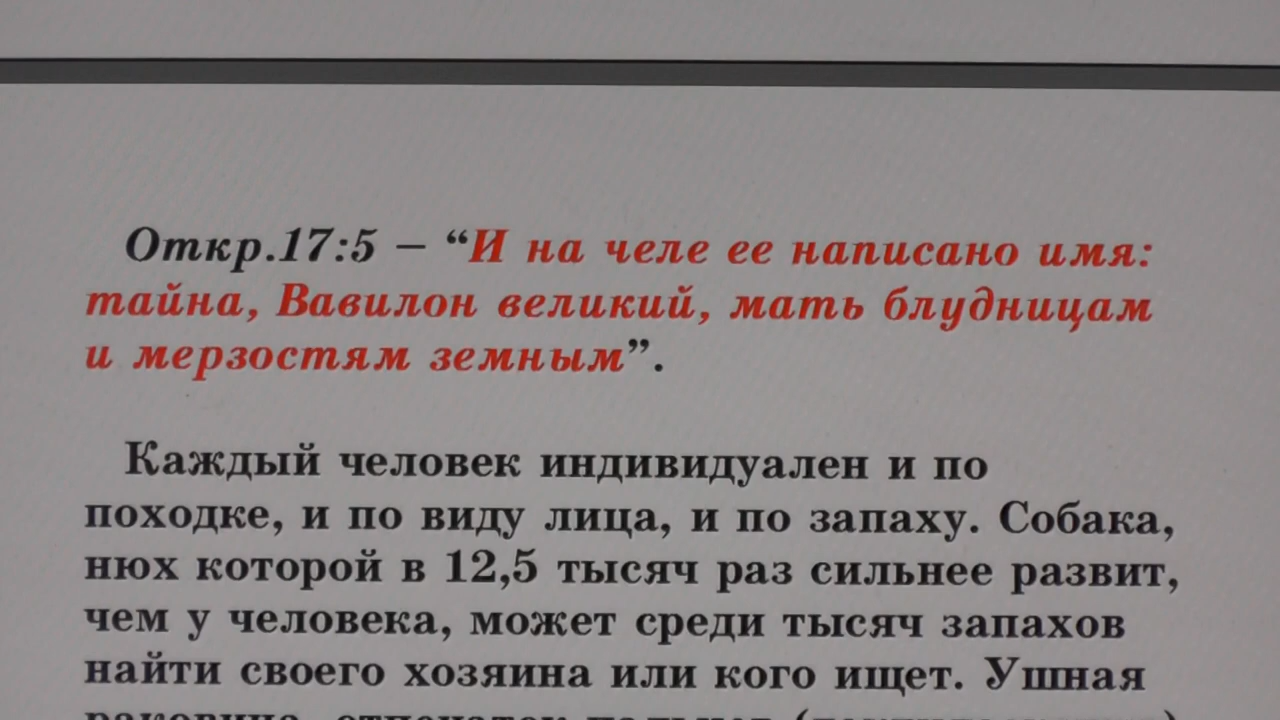 Откр.17:5 – “И на челе ее написано имя:
тайна, Вавилон великий, мать блудницам
и мерзостям земным”.
Каждый человек индивидуален и по
походке, и по виду лица, и по запаху. Собака,
нюх которой в 12,5 тысяч раз сильнее развит,
чем у человека, может среди тысяч запахов
найти своего хозяина или кого ищет. Ушная